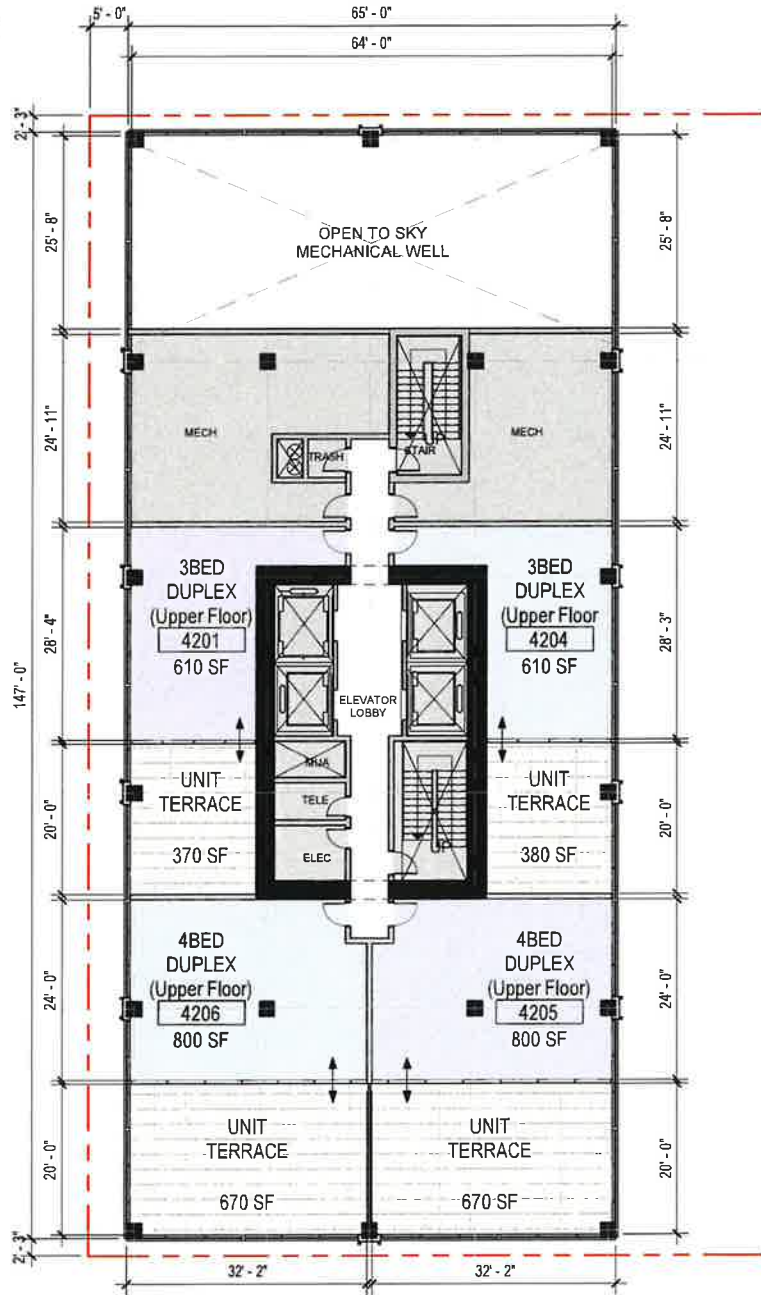 5' - 0"
65' - 0"
64' - 0"
2' - 3"
25' - 8"
OPEN TO SKY
MECHANICAL WELL
25' - 8"
24' - 11"
MECH
TRASH
STAIR
MECH
24' - 11"
147' - 0"
28' - 4"
3BED
DUPLEX
(Upper Floor)
4201
610 SF
3BED
DUPLEX
(Upper Floor
4204
610 SF
28' - 3"
ELEVATOR
LOBBY
20' - 0"
UNIT
TERRACE
370 SF
MUA
TELE
ELEC
UNIT
TERRACE
380 SF
20' - 0"
24' - 0"
4BED
DUPLEX
(Upper Floor)
4206
800 SF
4BED
DUPLEX
(Upper Floor)
4205
800 SF
24' - 0"
20' - 0"
UNIT
TERRACE
670 SF
UNIT
TERRACE
670 SF
20' - 0"
2' - 3"
32' - 2"
32' - 2"